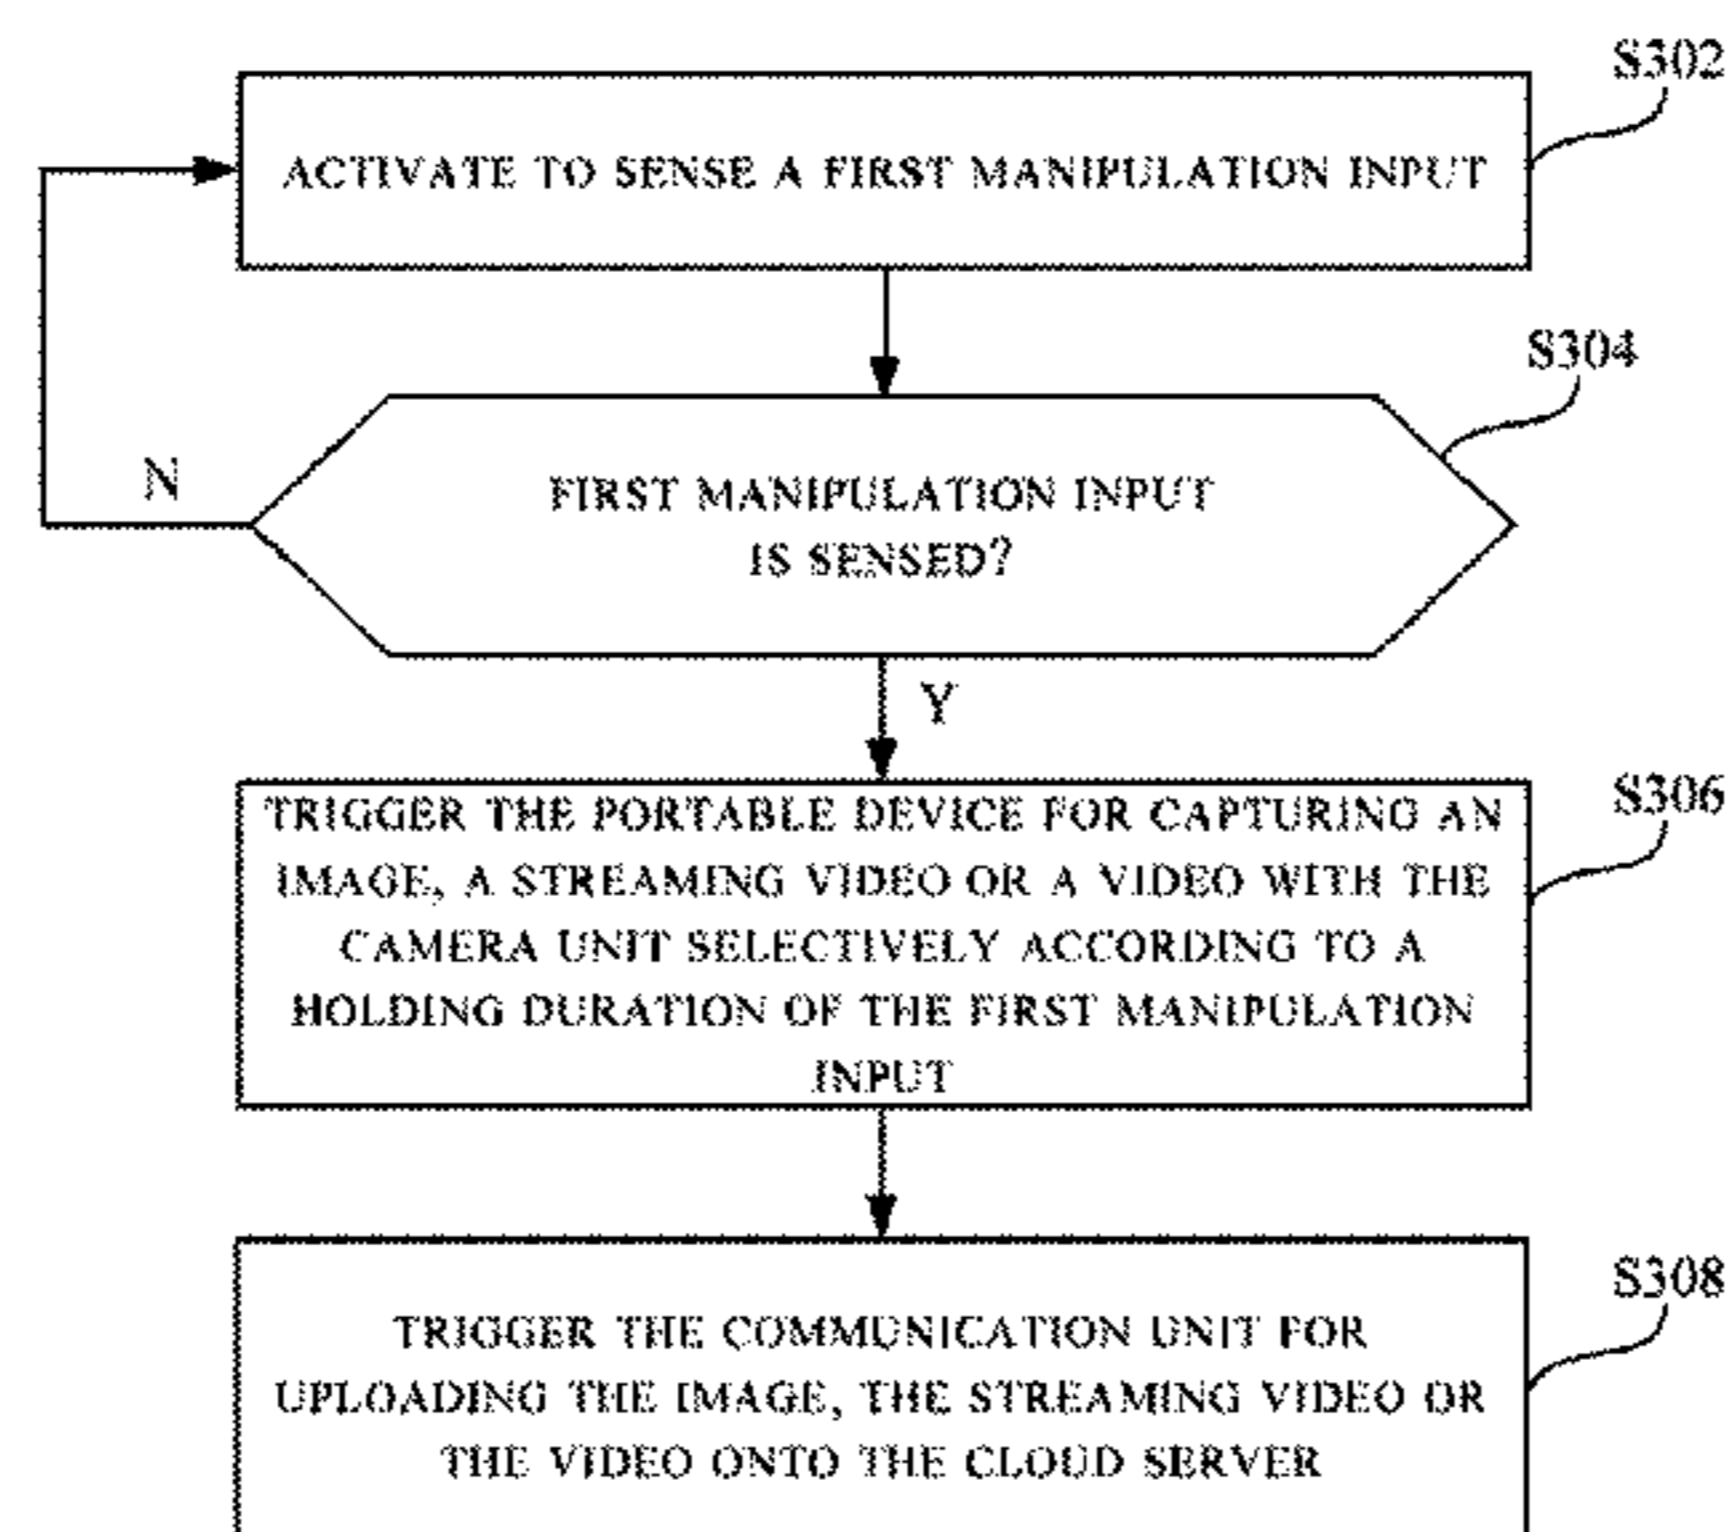 S302
ACTIVATE TO SENSE A FIRST MANIPULATION INPUT
S304
N
FIRST MANIPULATION INPUT
IS SENSED?
Y
S306
TRIGGER THE PORTABLE DEVICE FOR CAPTURING AN
IMAGE, A STREAMING VIDEO OR A VIDEO WITH THE
CAMERA UNIT SELECTIVELY ACCORDING TO A
HOLDING DURATION OF THE FIRST MANIPULATION
INPUT
S308
TRIGGER THE COMMUNICATION UNIT FOR
UPLOADING THE IMAGE, THE STREAMING VIDEO OR
THE VIDEO ONTO THE CLOUD SERVER